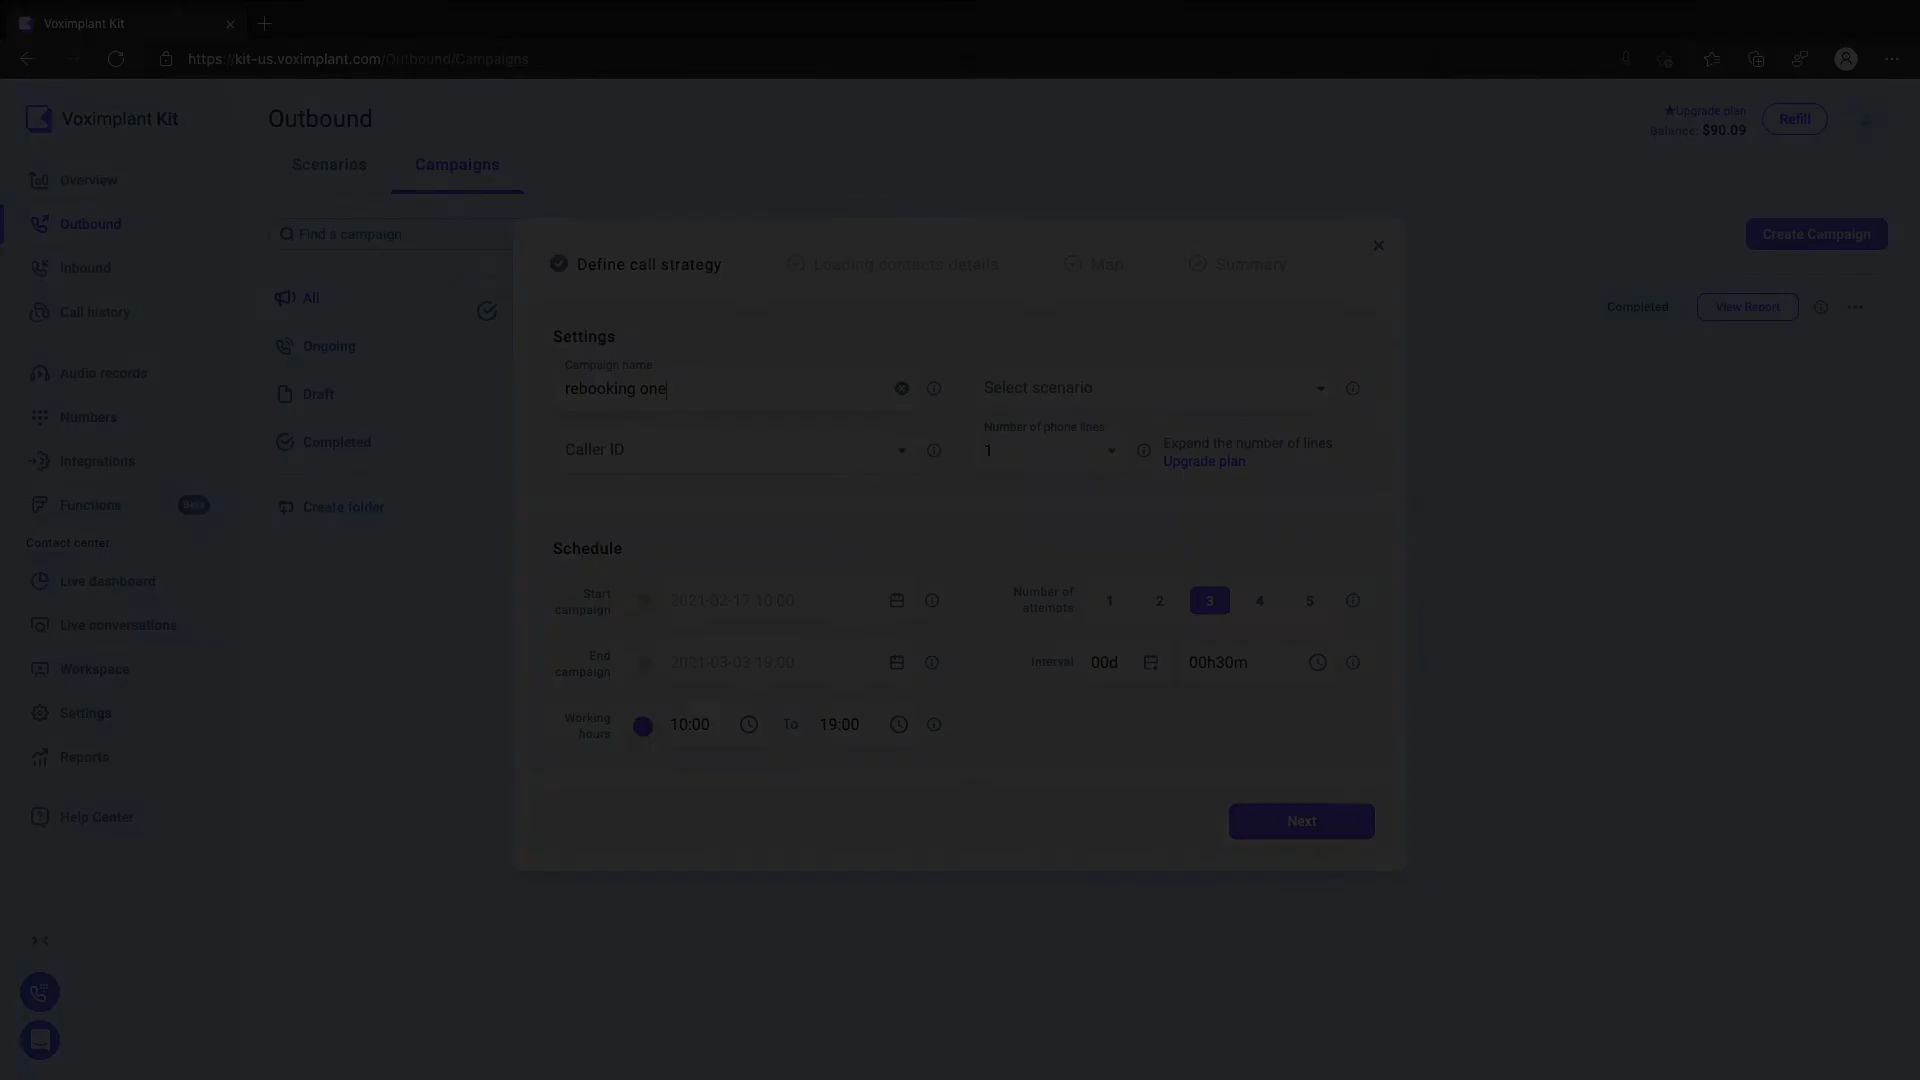 Voximplant Kit
https://kit-us.voximplant.com/Outbound/Campaigns
Voximplant Kit
Overview
Outbound
Inbound
Call history
Audio records
Numbers
Integrations
Functions
Beta
Contact center
Live dashboard
Live conversations
Workspace
Settings
Reports
Help Center
Outbound
Upgrade plan
Balance: $90.09
Refill
Scenarios
Campaigns
Find a campaign
Create Campaign
All
Ongoing
Draft
Completed
Create folder
Completed
View Report
Define call strategy
Loading contacts details
Map
Summary
Settings
Campaign name
rebooking one
Select scenario
Caller ID
Number of phone lines
1
Expand the number of lines
Upgrade plan
Schedule
Start
campaign
2021-02-17 10:00
Number of
attempts
1 2 3 4 5
End
campaign
2021-03-03 19:00
Interval
00d
00h30m
Working
hours
10:00
To
19:00
Next